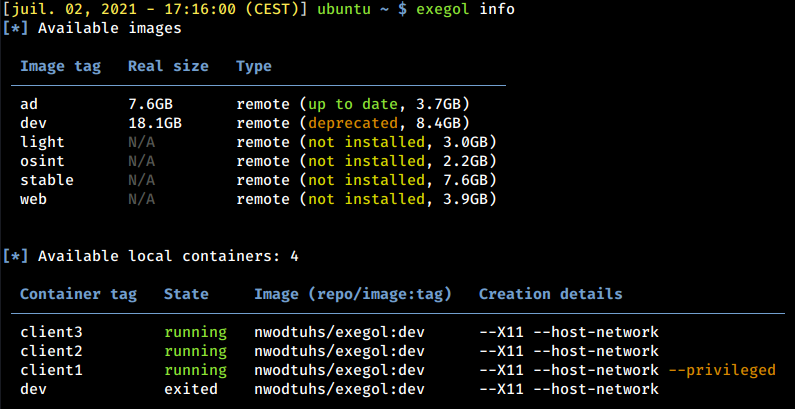 [juil. 02, 2021 - 17:16:00 (CEST)] ubuntu ~ $ exegol info
[*] Available images
Image tag Real size Type
ad 7.6GB remote (up to date, 3.7GB)
dev 18.1GB remote (deprecated, 8.4GB)
light N/A remote (not installed, 3.0GB)
osint N/A remote (not installed, 2.2GB)
stable N/A remote (not installed, 7.6GB)
web N/A remote (not installed, 3.9GB)
[*] Available local containers: 4
Container tag State Image (repo/image:tag) Creation details
client3 running nwodtuhs/exegol:dev --X11 --host-network
client2 running nwodtuhs/exegol:dev --X11 --host-network
client1 running nwodtuhs/exegol:dev --X11 --host-network --privileged
dev exited nwodtuhs/exegol:dev --X11 --host-network